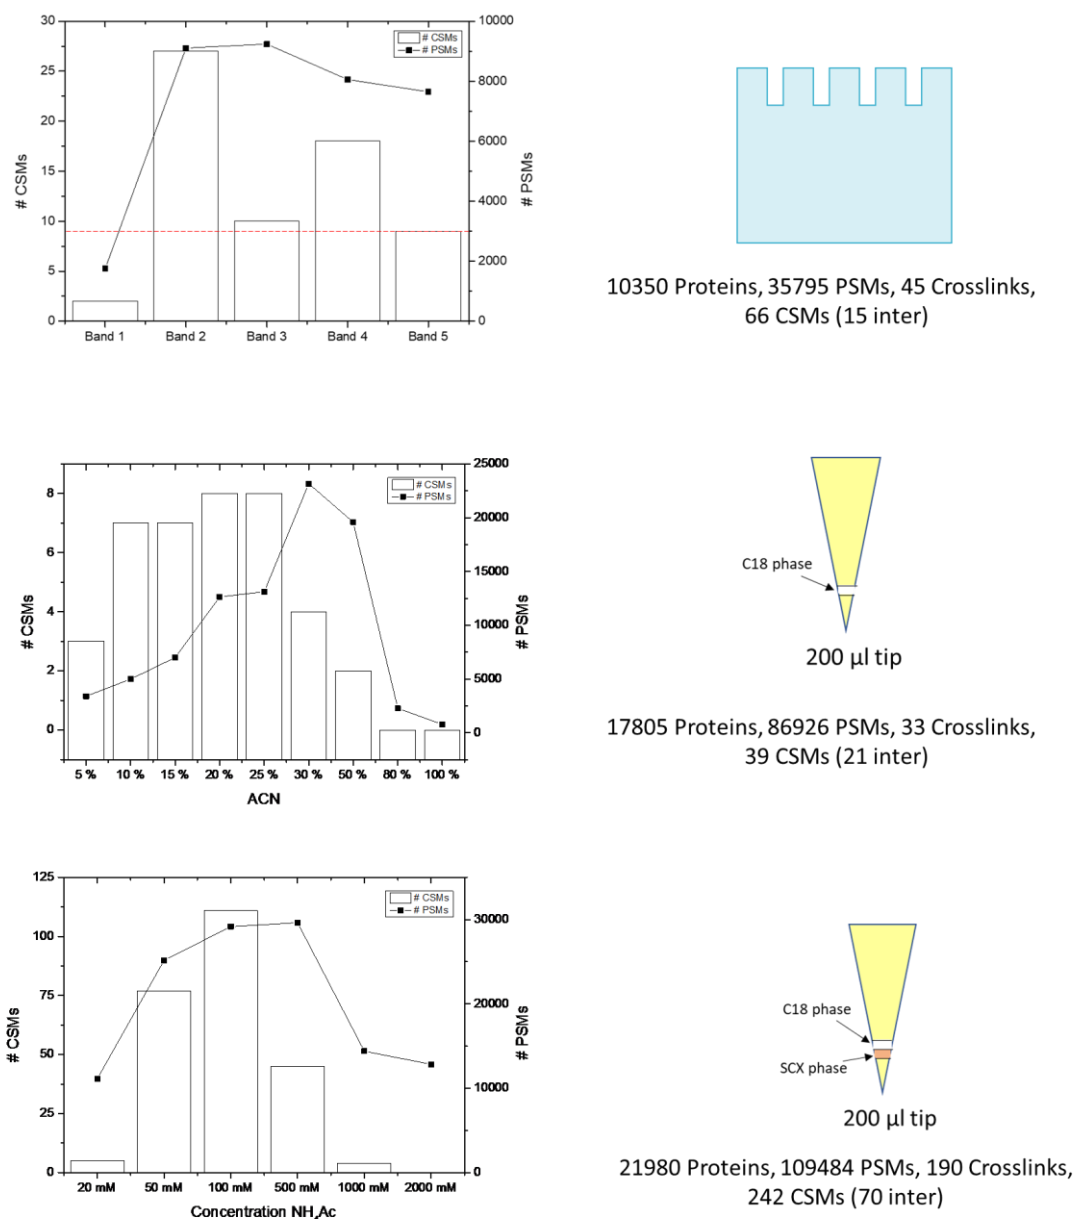 30
25
20
15
10
5
0
# CSMs
10000
8000
6000
4000
2000
0
# PSMs
# CSMs
# PSMs
Band 1 Band 2 Band 3 Band 4 Band 5
10350 Proteins, 35795 PSMs, 45 Crosslinks,
66 CSMs (15 inter)
8
6
4
2
0
# CSMs
25000
20000
15000
10000
5000
0
# PSMs
# CSMs
# PSMs
5 % 10 % 15 % 20 % 25 % 30 % 50 % 80 % 100 %
ACN
C18 phase
200 µl tip
17805 Proteins, 86926 PSMs, 33 Crosslinks,
39 CSMs (21 inter)
125
100
75
50
25
0
# CSMs
30000
20000
10000
0
# PSMs
# CSMs
# PSMs
20 mM 50 mM 100 mM 500 mM 1000 mM 2000 mM
Concentration NH₄Ac
C18 phase
SCX phase
200 µl tip
21980 Proteins, 109484 PSMs, 190 Crosslinks,
242 CSMs (70 inter)